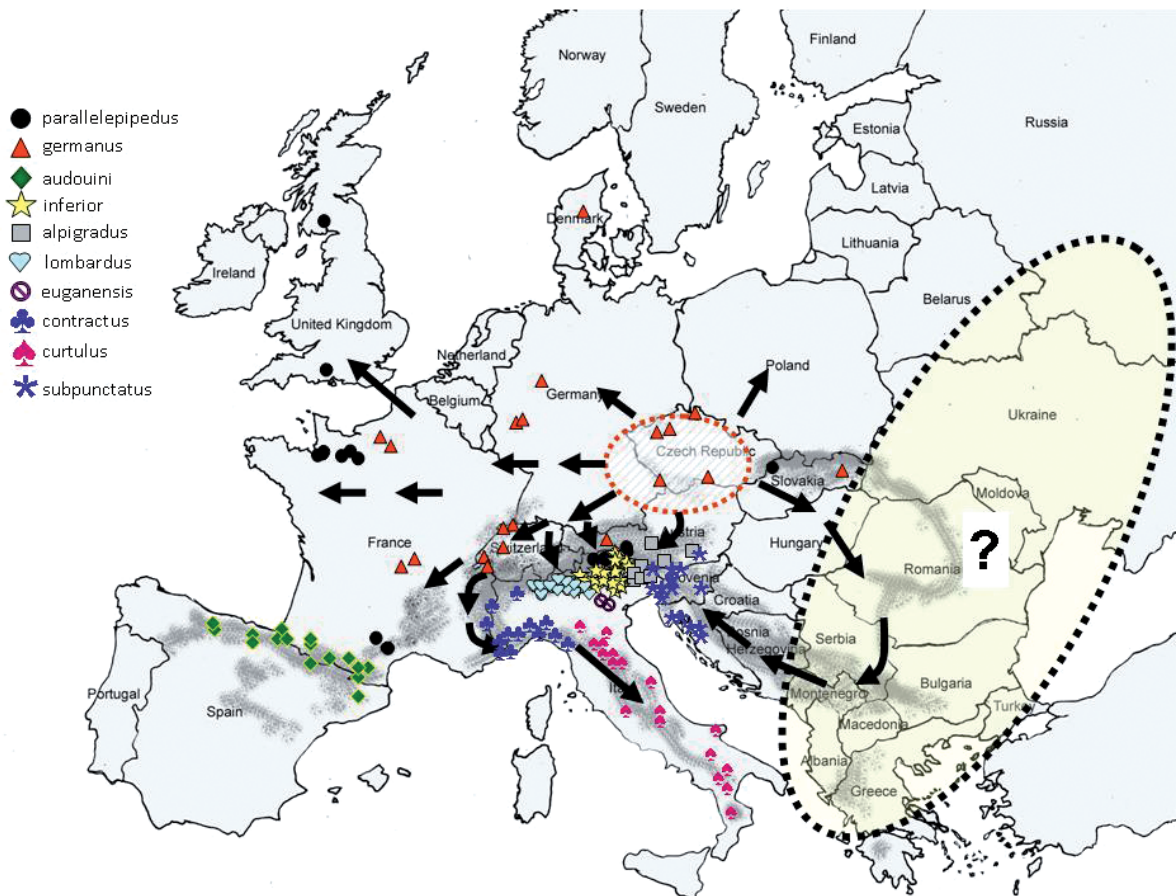 parallelepipedus
germanus
audouini
inferior
alpigradus
lombardus
euganensis
contractus
curtulus
subpunctatus
Norway
Finland
Sweden
Russia
Estonia
Latvia
Lithuania
Denmark
Ireland
United Kingdom
Belarus
Netherland
Belgium
Germany
Poland
Ukraine
Czech Republic
Slovakia
Moldova
France
Switzerland
Hungary
?
Romania
Croatia
Bosnia
Herzegovina
Serbia
Bulgaria
Montenegro
Macedonia
Turkey
Portugal
Spain
Albania
Greece